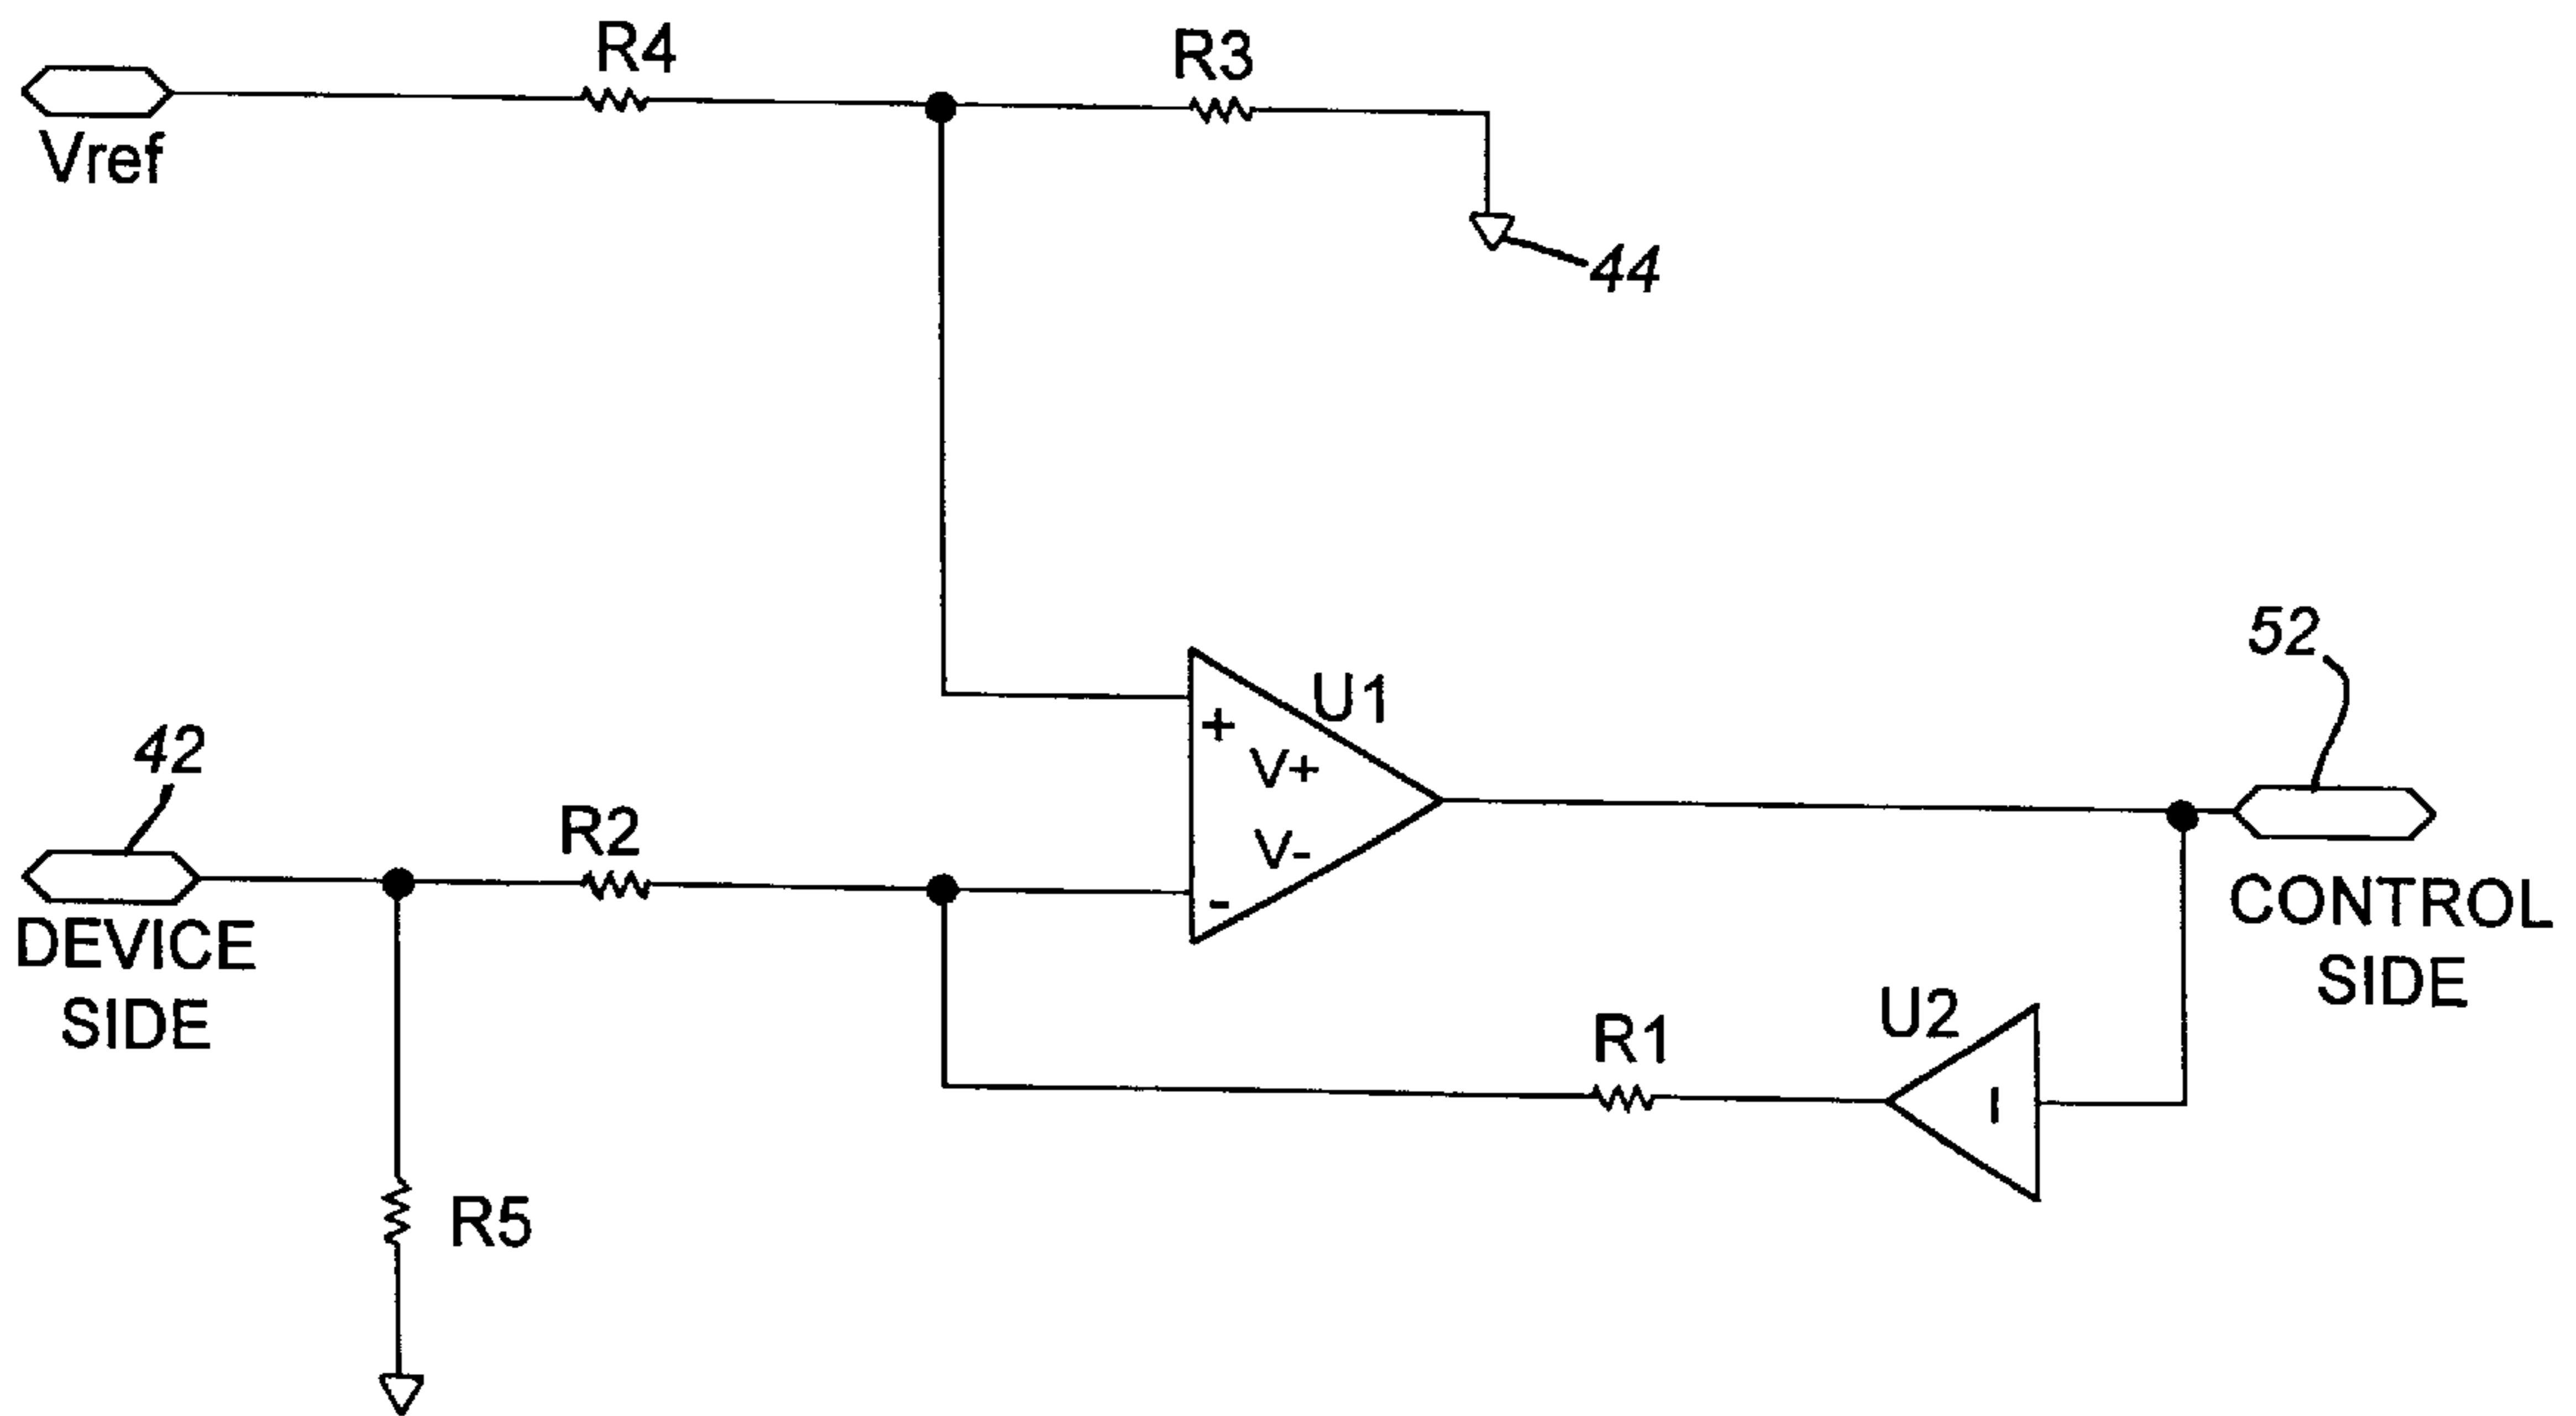 R4
R3
Vref
44
52
U1
+
V+
42
R2
V-
-
DEVICE
SIDE
CONTROL
SIDE
U2
R1
R5